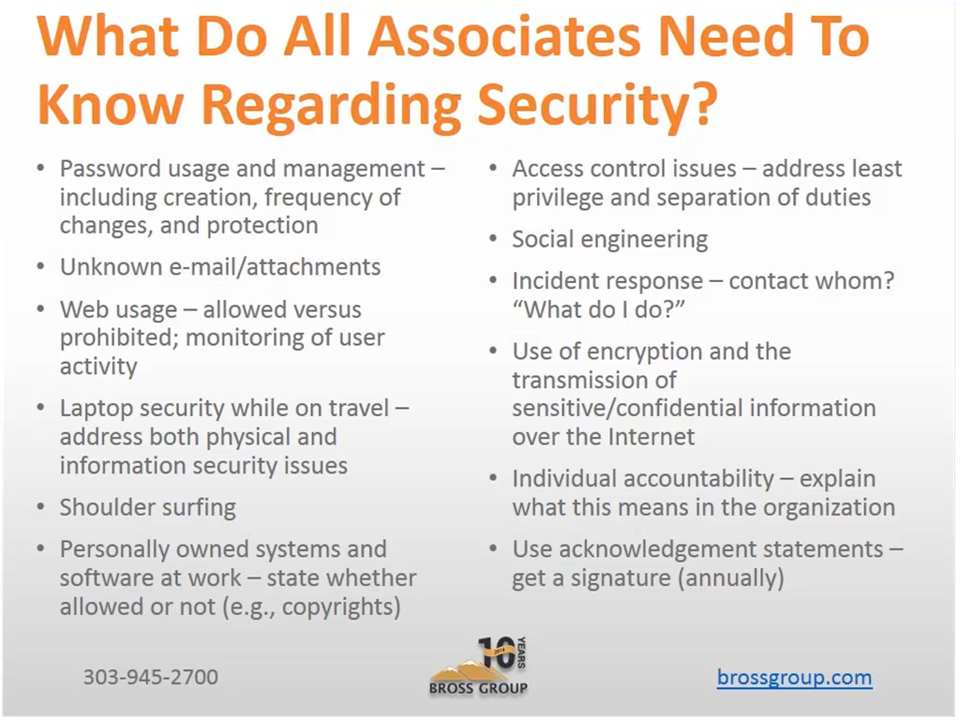 What Do All Associates Need To
Know Regarding Security?
• Password usage and management –
including creation, frequency of
changes, and protection
• Unknown e-mail/attachments
• Web usage – allowed versus
prohibited; monitoring of user
activity
• Laptop security while on travel –
address both physical and
information security issues
• Shoulder surfing
• Personally owned systems and
software at work – state whether
allowed or not (e.g., copyrights)
• Access control issues – address least
privilege and separation of duties
• Social engineering
• Incident response – contact whom?
“What do I do?”
• Use of encryption and the
transmission of
sensitive/confidential information
over the Internet
• Individual accountability – explain
what this means in the organization
• Use acknowledgement statements –
get a signature (annually)
303-945-2700
10 YEARS
2014
BROSS GROUP
brossgroup.com